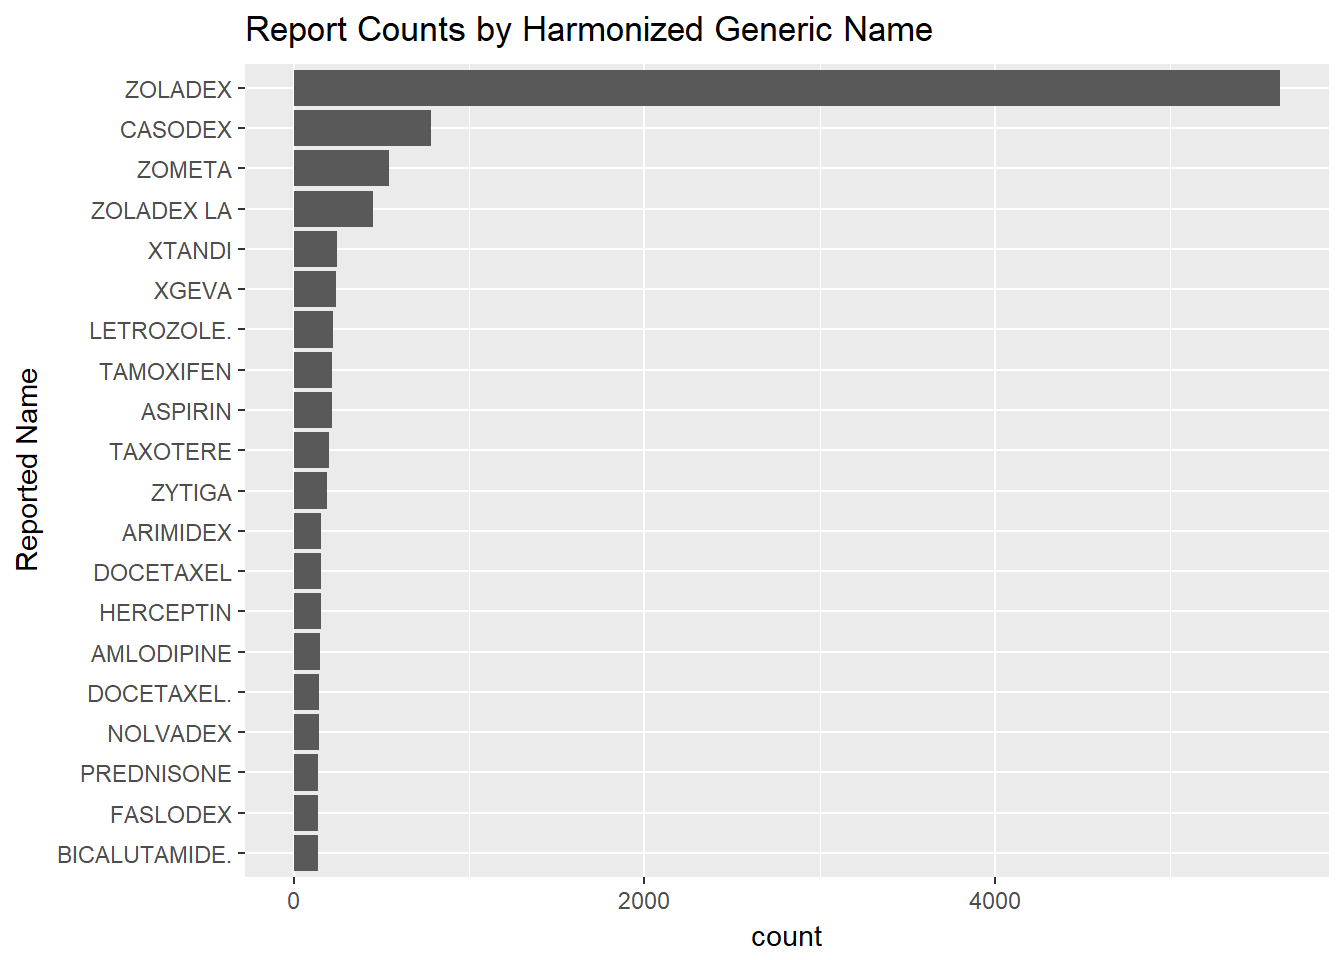 Report Counts by Harmonized Generic Name
ZOLADEX
CASODEX
ZOMETA
ZOLADEX LA
XTANDI
XGEVA
LETROZOLE.
TAMOXIFEN
ASPIRIN
TAXOTERE
ZYTIGA
ARIMIDEX
DOCETAXEL
HERCEPTIN
AMLODIPINE
DOCETAXEL.
NOLVADEX
PREDNISONE
FASLODEX
BICALUTAMIDE.
Reported Name
0 2000 4000
count